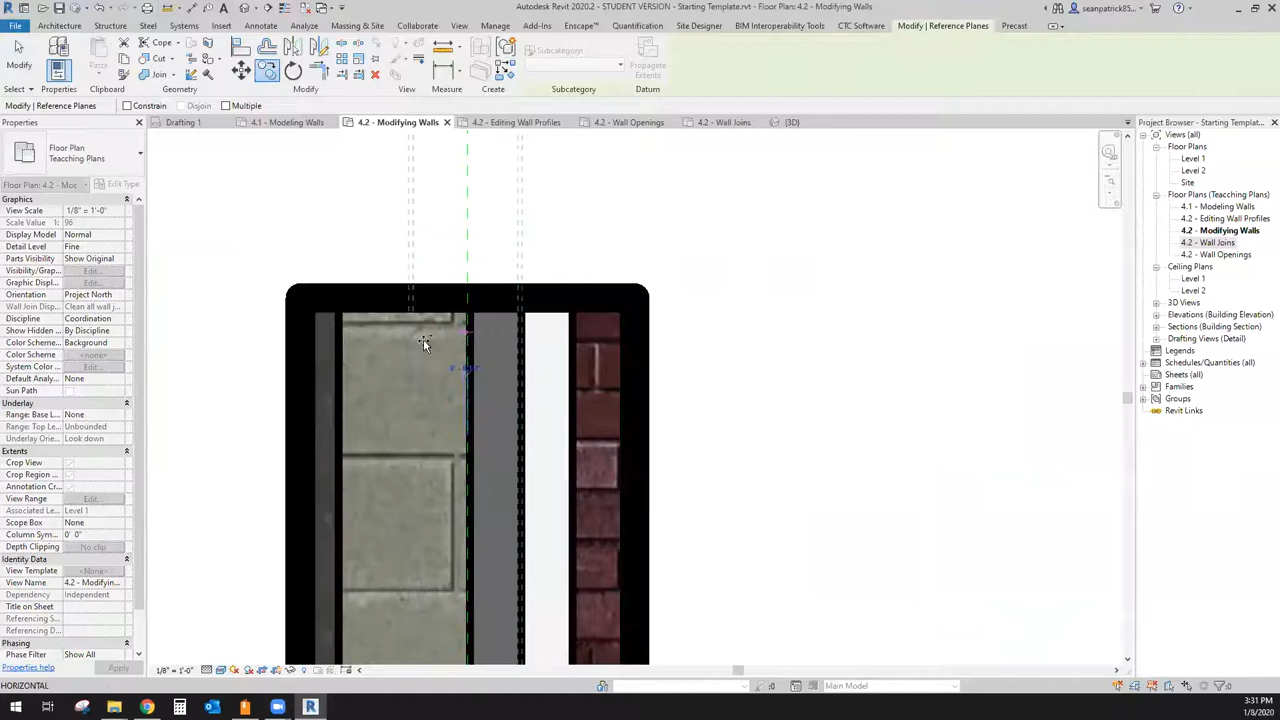 Autodesk Revit 2020.2 - STUDENT VERSION - Starting Template.rvt - Floor Plan: 4.2 - Modifying Walls
seanpatrick85...
File Architecture Structure Steel Systems Insert Annotate Analyze Massing & Site Collaborate View Manage Add-Ins Enscape™ Quantification Site Designer BIM Interoperability Tools CTC Software Modify | Reference Planes Precast
Cope
Subcategory:
Modify
Paste
Cut
Join
Propagate
Extents
Select Properties Clipboard Geometry Modify View Measure Create Subcategory Datum
Modify | Reference Planes Constrain Disjoin Multiple
Properties
Drafting 1 4.1 - Modeling Walls 4.2 - Modifying Walls 4.2 - Editing Wall Profiles 4.2 - Wall Openings 4.2 - Wall Joins {3D}
Project Browser - Starting Templat...
Floor Plan
Teacching Plans
Floor Plan: 4.2 - Moc Edit Type
Graphics
View Scale 1/8" = 1'-0"
Scale Value 1: 96
Display Model Normal
Detail Level Fine
Parts Visibility Show Original
Visibility/Grap... Edit...
Graphic Displ... Edit...
Orientation Project North
Wall Join Disp... Clean all wall j...
Discipline Coordination
Show Hidden ... By Discipline
Color Scheme ... Background
Color Scheme <none>
System Color ... Edit...
Default Analy... None
Sun Path
Underlay
Range: Base L... None
Range: Top Le... Unbounded
Underlay Orie... Look down
Extents
Crop View
Crop Region ...
Annotation Cr...
View Range Edit...
Associated Le... Level 1
Scope Box None
Column Sym... 0' 0"
Depth Clipping No clip
Identity Data
View Template <None>
View Name 4.2 - Modifyin...
Dependency Independent
Title on Sheet
Referencing S...
Referencing D...
Phasing
Phase Filter Show All
Properties help Apply
Views (all)
Floor Plans
Level 1
Level 2
Site
Floor Plans (Teacching Plans)
4.1 - Modeling Walls
4.2 - Editing Wall Profiles
4.2 - Modifying Walls
4.2 - Wall Joins
4.2 - Wall Openings
Ceiling Plans
Level 1
Level 2
3D Views
Elevations (Building Elevation)
Sections (Building Section)
Drafting Views (Detail)
Legends
Schedules/Quantities (all)
Sheets (all)
Families
Groups
Revit Links
1/8" = 1'-0"
HORIZONTAL
:0
Main Model
:0
3:31 PM
1/8/2020